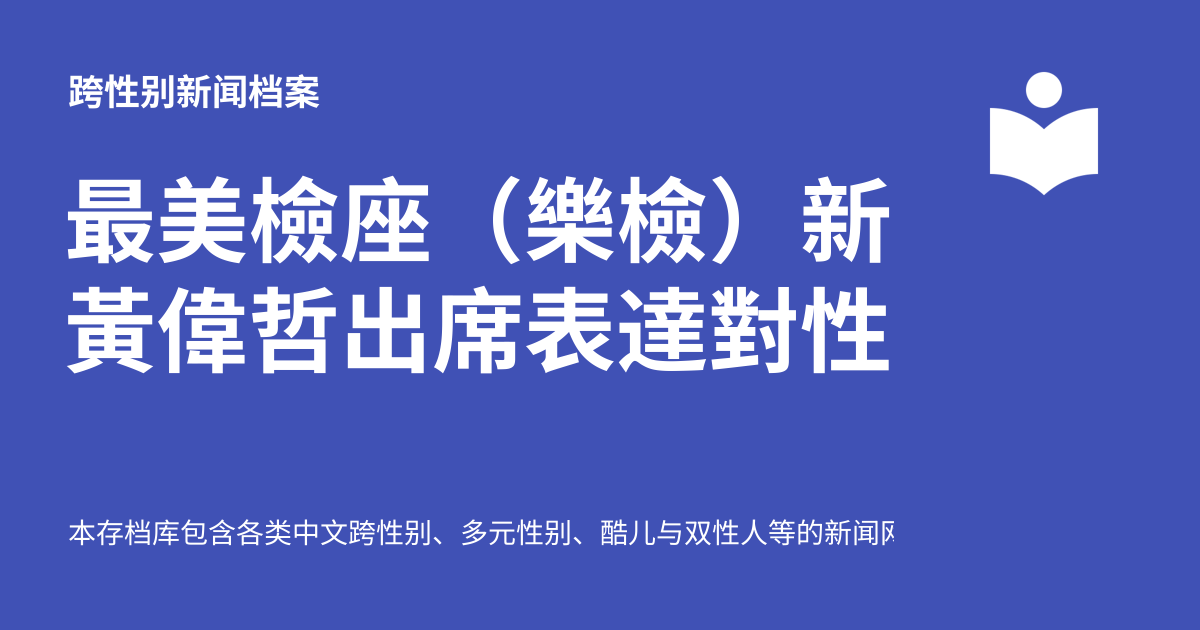 跨性别新闻档案
最美檢座（樂檢）新
黃偉哲出席表達對性
本存档库包含各类中文跨性别、多元性别、酷儿与双性人等的新闻